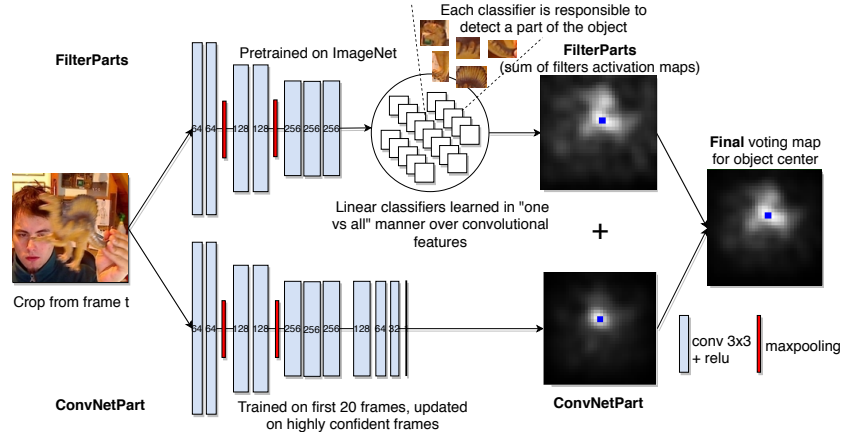 Each classifier is responsible to
detect a part of the object
Pretrained on ImageNet
FilterParts
FilterParts
(sum of filters activation maps)
64 64 128 128 256 256 256
Final voting map
for object center
Linear classifiers learned in "one
vs all" manner over convolutional
features
+
Crop from frame t
64 64 128 128 256 256 256 128 64 32
conv 3x3
+ relu
maxpooling
ConvNetPart
Trained on first 20 frames, updated
on highly confident frames
ConvNetPart